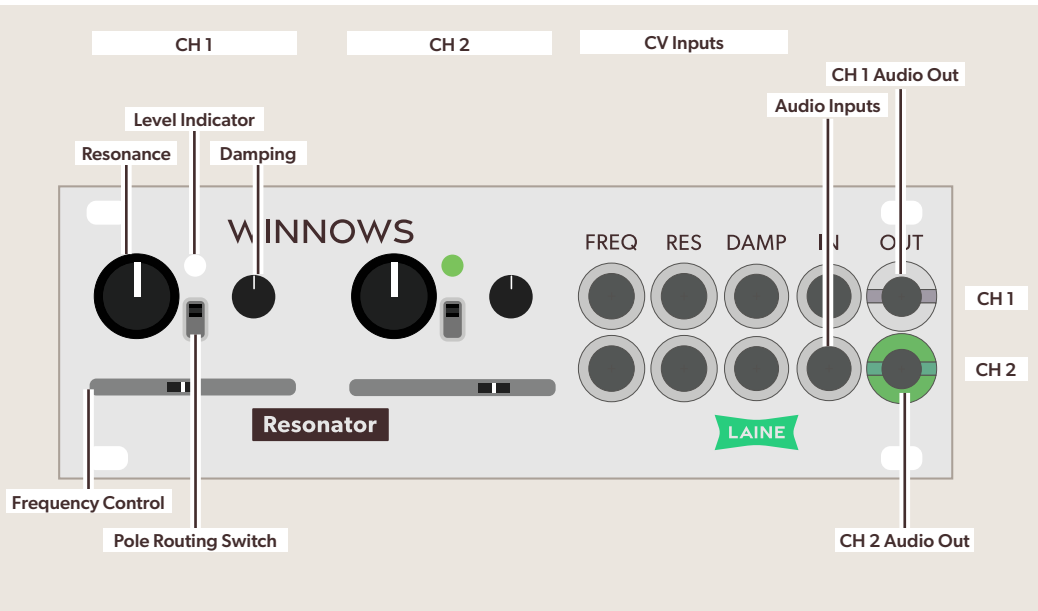 CH 1
CH 2
CV Inputs
CH 1 Audio Out
Audio Inputs
Level Indicator
Resonance
Damping
WINNOWS
FREQ RES DAMP IN OUT
CH 1
CH 2
Resonator
LAINE
Frequency Control
Pole Routing Switch
CH 2 Audio Out